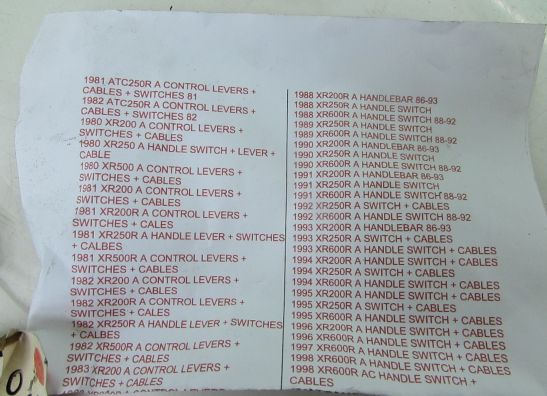 1981 ATC250R A CONTROL LEVERS +
CABLES + SWITCHES 81
1982 ATC250R A CONTROL LEVERS +
CABLES + SWITCHES 82
1980 XR200 A CONTROL LEVERS +
SWITCHES + CABLES
1980 XR250 A HANDLE SWITCH + LEVER +
CABLE
1980 XR500 A CONTROL LEVERS +
SWITCHES + CABLES
1981 XR200 A CONTROL LEVERS +
SWITCHES + CABLES
1981 XR200R A CONTROL LEVERS +
SWITCHES + CALES
1981 XR250R A HANDLE LEVER + SWITCHES
+ CALBES
1981 XR500R A CONTROL LEVERS +
SWITCHES + CABLES
1982 XR200 A CONTROL LEVERS +
SWITCHES + CABLES
1982 XR200R A CONTROL LEVERS +
SWITCHES + CALES
1982 XR250R A HANDLE LEVER + SWITCHES
+ CALBES
1982 XR500R A CONTROL LEVERS +
SWITCHES + CABLES
1983 XR200 A CONTROL LEVERS +
SWITCHES + CABLES
1988 XR200R A HANDLEBAR 86-93
1988 XR250R A HANDLE SWITCH
1988 XR600R A HANDLE SWITCH 88-92
1989 XR250R A HANDLE SWITCH
1989 XR600R A HANDLE SWITCH 88-92
1990 XR200R A HANDLEBAR 86-93
1990 XR250R A HANDLE SWITCH
1990 XR600R A HANDLE SWITCH 88-92
1991 XR200R A HANDLEBAR 86-93
1991 XR250R A HANDLE SWITCH
1991 XR600R A HANDLE SWITCH 88-92
1992 XR250R A SWITCH + CABLES
1992 XR600R A HANDLE SWITCH 88-92
1993 XR200R A HANDLEBAR 86-93
1993 XR250R A SWITCH + CABLES
1993 XR600R A HANDLE SWITCH + CABLES
1994 XR200R A HANDLE SWITCH + CABLES
1994 XR250R A SWITCH + CABLES
1994 XR600R A HANDLE SWITCH + CABLES
1995 XR200R A HANDLE SWITCH + CABLES
1995 XR250R A SWITCH + CABLES
1995 XR600R A HANDLE SWITCH + CABLES
1996 XR200R A HANDLE SWITCH + CABLES
1996 XR600R A HANDLE SWITCH + CABLES
1997 XR600R A HANDLE SWITCH + CABLES
1998 XR600R A HANDLE SWITCH + CABLES
1998 XR600R AC HANDLE SWITCH +
CABLES